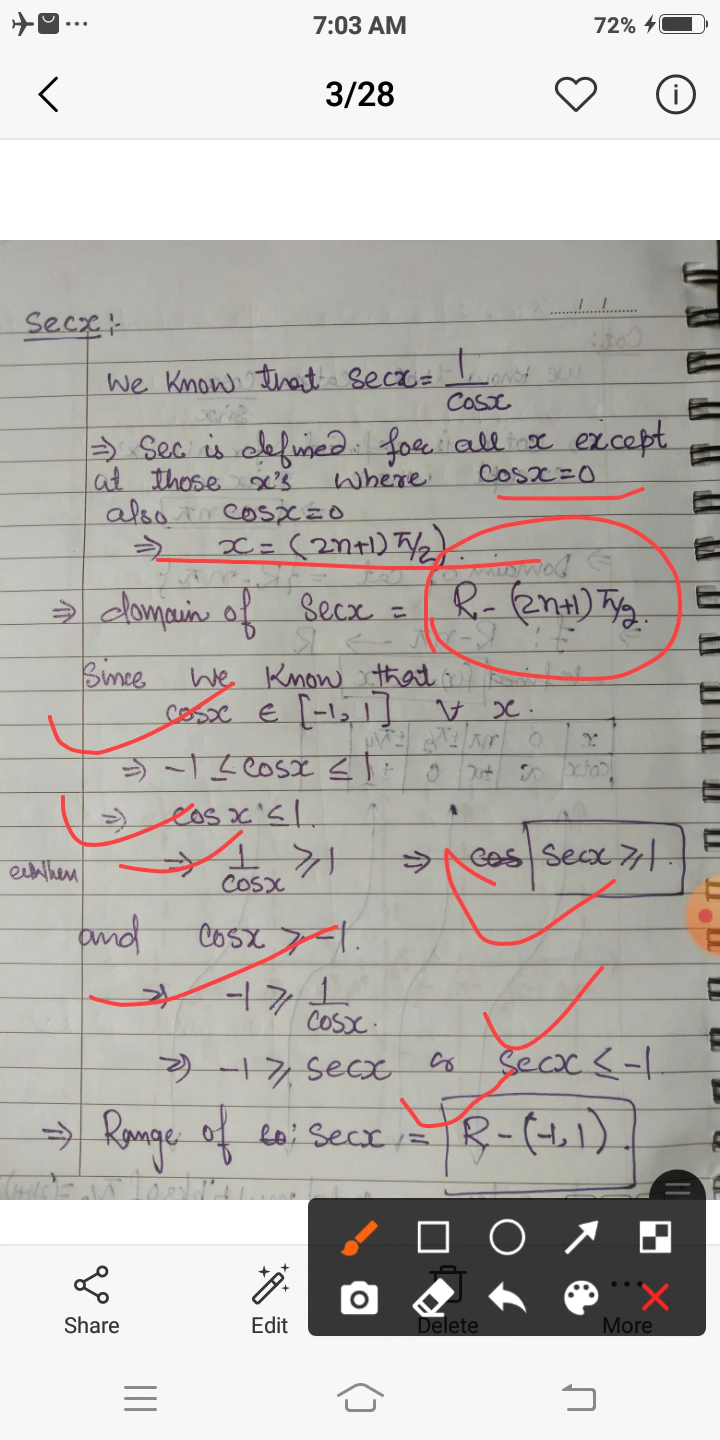 7:03 AM
72%
3/28
Secx :-
We Know that secx = 1/cosx
⇒ Sec is defined for all x except
at those x's where cosx=0
also cosx=0
⇒ x = (2n+1) π/2).
⇒ domain of secx = R - (2n+1) π/2.
Since We Know that
cosx ∈ [-1, 1] ∀ x.
⇒ -1 ≤ cosx ≤ 1
⇒ cosx ≤ 1.
⇒ 1/cosx ≥ 1 ⇒ secx ≥ 1.
and cosx ≥ -1.
⇒ -1 ≥ 1/cosx.
⇒ -1 ≥ secx or secx ≤ -1.
⇒ Range of secx = R - (-1, 1).
Share
Edit
Delete
More